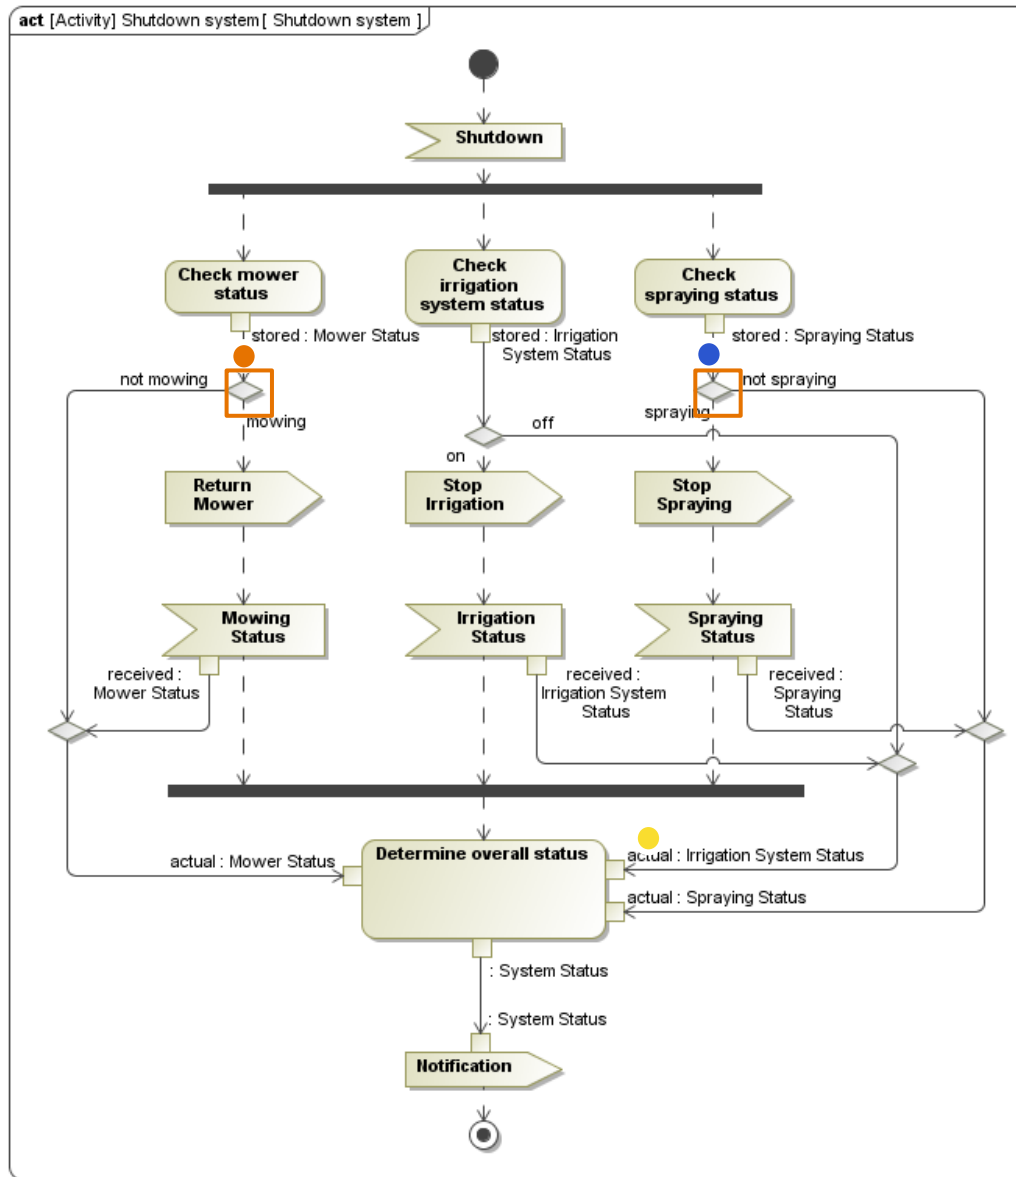 act [Activity] Shutdown system[ Shutdown system ]
Shutdown
Check mower
status
Check
irrigation
system status
Check
spraying status
stored : Mower Status
stored : Irrigation
System Status
stored : Spraying Status
not mowing
mowing
off
on
not spraying
spraying
Return
Mower
Stop
Irrigation
Stop
Spraying
Mowing
Status
Irrigation
Status
Spraying
Status
received :
Mower Status
received :
Irrigation System
Status
received :
Spraying
Status
Determine overall status
actual : Mower Status
actual : Irrigation System Status
actual : Spraying Status
: System Status
: System Status
Notification